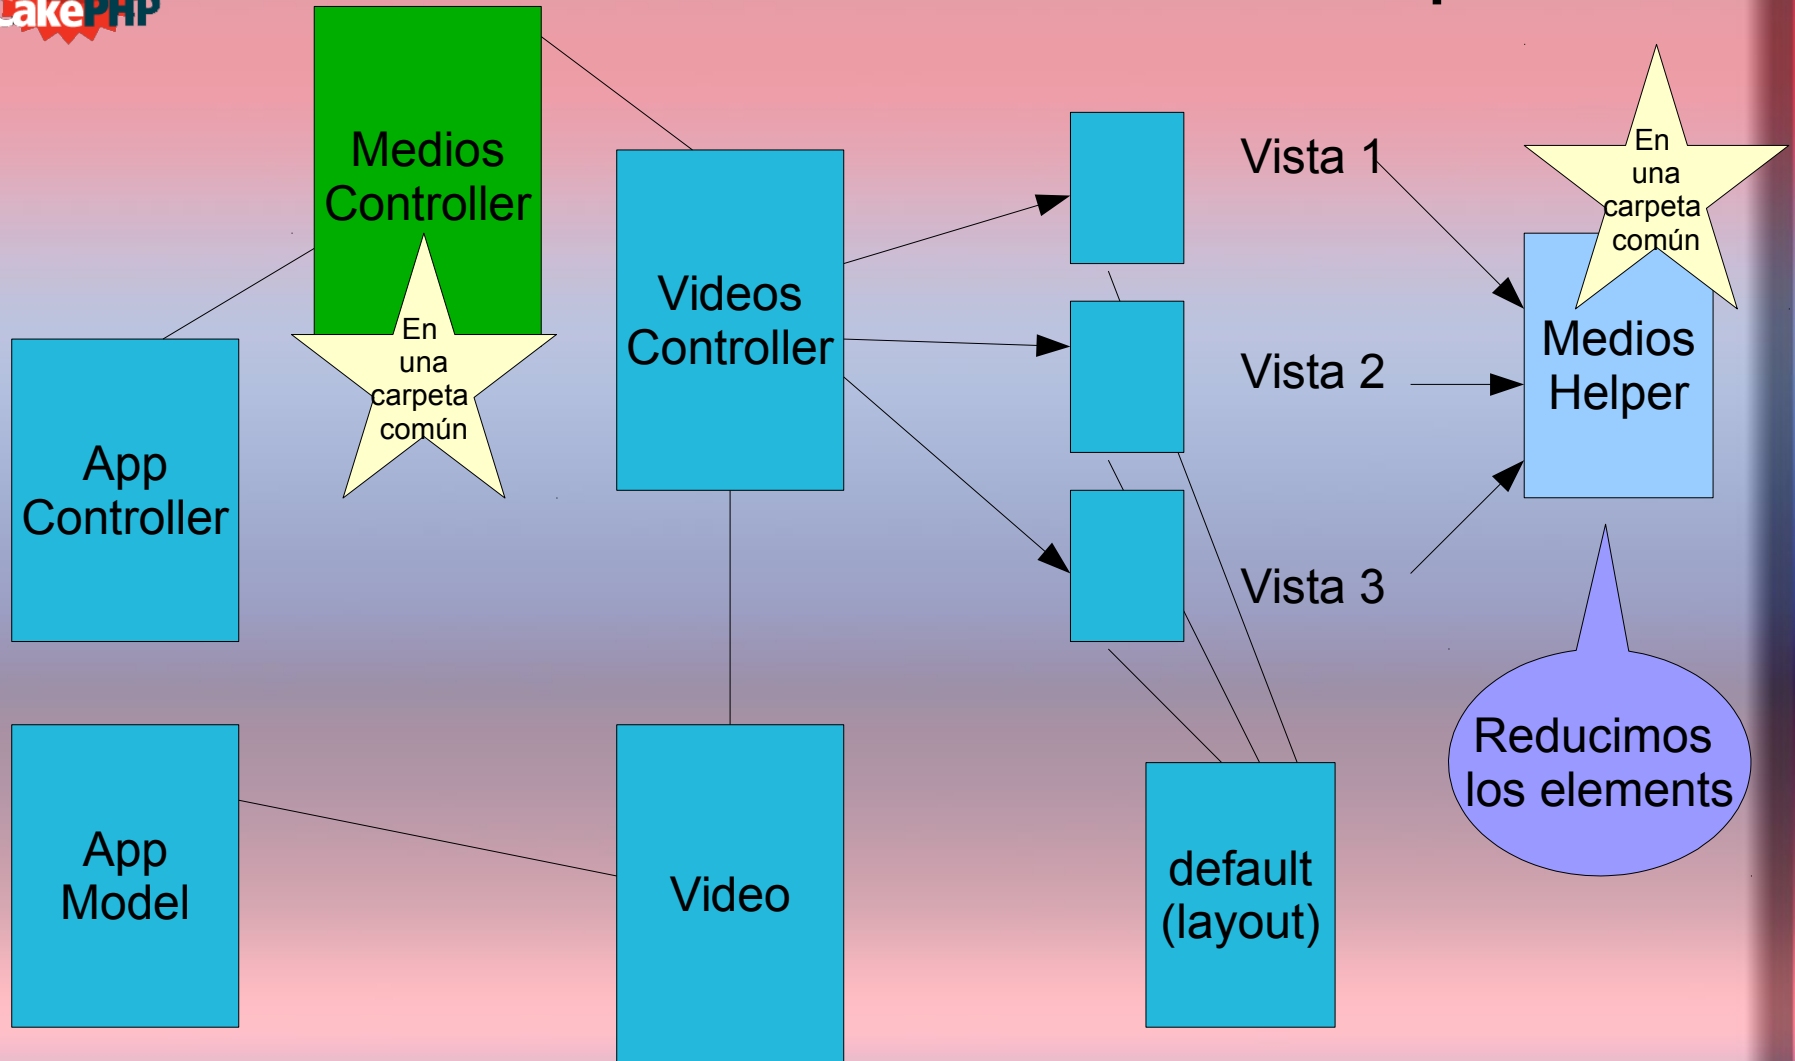 akePHP
Medios
Controller
En
una
carpeta
común
App
Controller
Videos
Controller
Vista 1
Vista 2
Vista 3
En
una
carpeta
común
Medios
Helper
Reducimos
los elements
App
Model
Video
default
(layout)